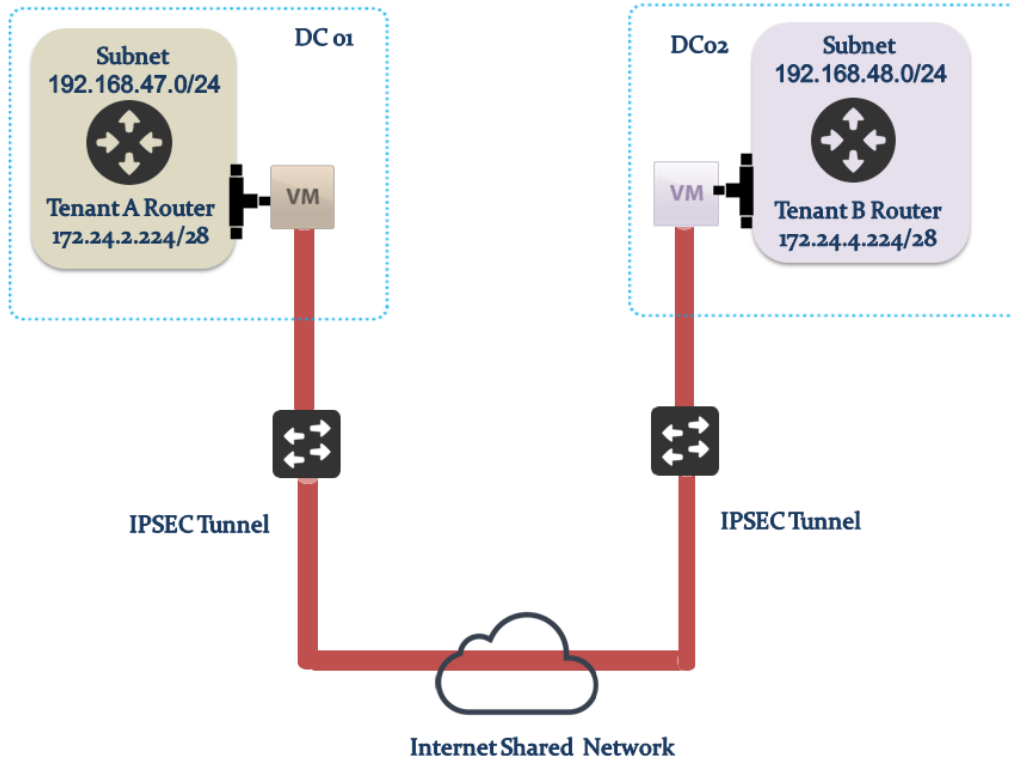 DC 01
Subnet
192.168.47.0/24
Tenant A Router
172.24.2.224/28
VM
DC02
Subnet
192.168.48.0/24
VM
Tenant B Router
172.24.4.224/28
IPSEC Tunnel
IPSEC Tunnel
Internet Shared Network